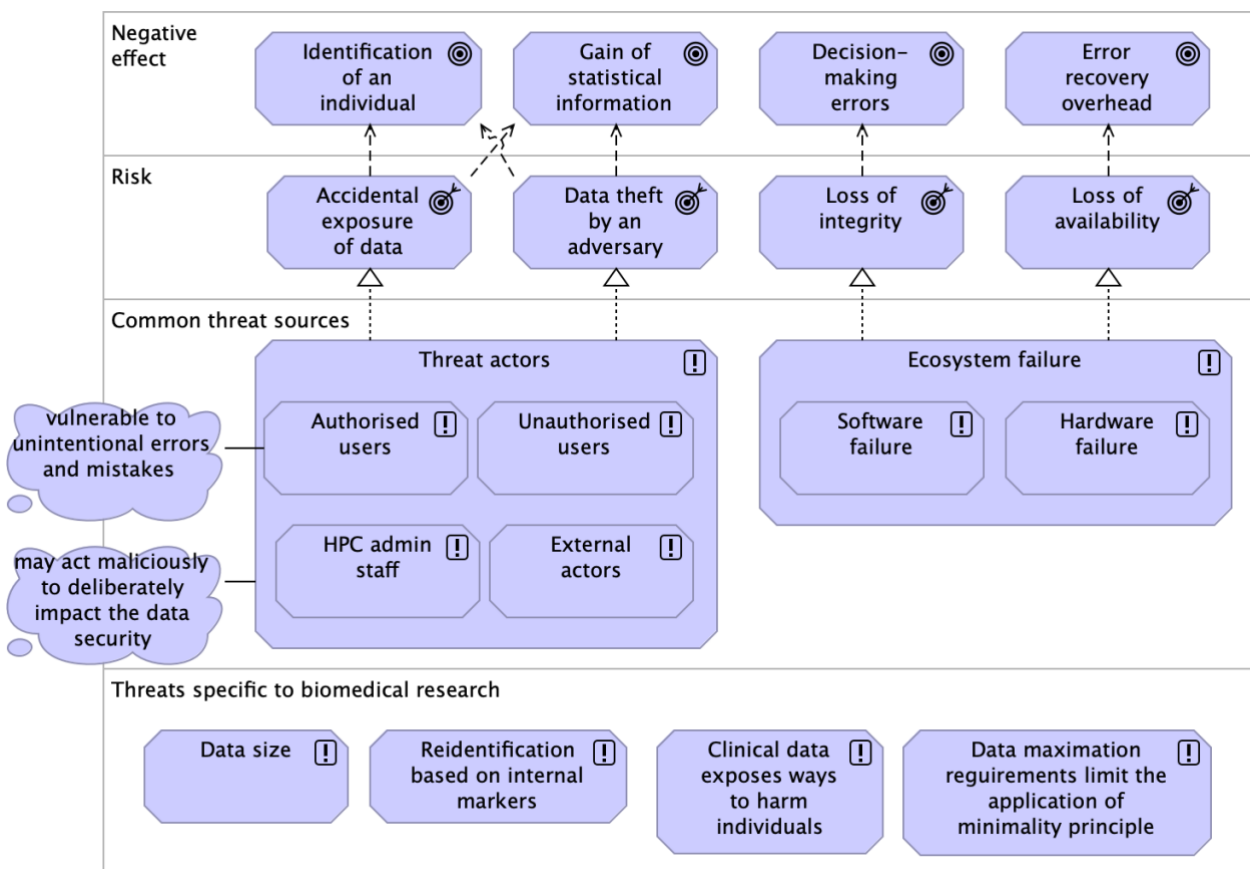 Negative
effect
Identification
of an
individual
Gain of
statistical
information
Decision-
making
errors
Error
recovery
overhead
Risk
Accidental
exposure
of data
Data theft
by an
adversary
Loss of
integrity
Loss of
availability
Common threat sources
Threat actors
Ecosystem failure
vulnerable to
unintentional errors
and mistakes
Authorised
users
Unauthorised
users
Software
failure
Hardware
failure
may act maliciously
to deliberately
impact the data
security
HPC admin
staff
External
actors
Threats specific to biomedical research
Data size
Reidentification
based on internal
markers
Clinical data
exposes ways
to harm
individuals
Data maximation
reguirements limit the
application of
minimality principle